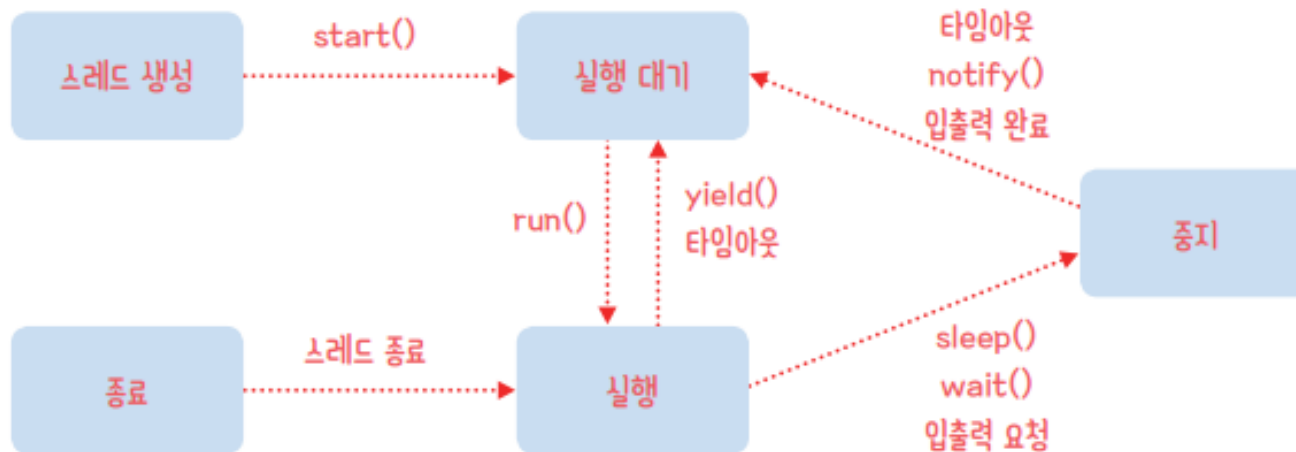 스레드 생성
start()
실행 대기
타임아웃
notify()
입출력 완료
run()
yield()
타임아웃
중지
종료
스레드 종료
실행
sleep()
wait()
입출력 요청